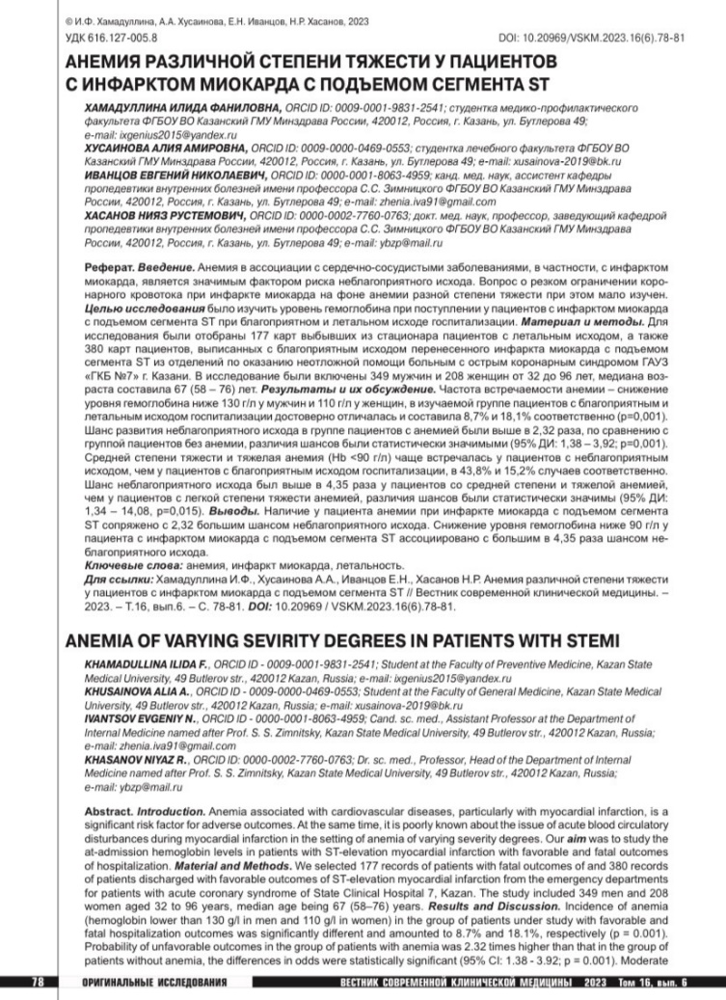 © И.Ф. Хамадуллина, А.А. Хусаинова, Е.Н. Иванцов, Н.Р. Хасанов, 2023
УДК 616.127-005.8
DOI: 10.20969/VSKM.2023.16(6).78-81
АНЕМИЯ РАЗЛИЧНОЙ СТЕПЕНИ ТЯЖЕСТИ У ПАЦИЕНТОВ
С ИНФАРКТОМ МИОКАРДА С ПОДЪЕМОМ СЕГМЕНТА ST
ХАМАДУЛЛИНА ИЛИДА ФАНИЛОВНА, ORCID ID: 0009-0001-9831-2541; студентка медико-профилактического
факультета ФГБОУ ВО Казанский ГМУ Минздрава России, 420012, Россия, г. Казань, ул. Бутлерова 49;
e-mail: ixgenius2015@yandex.ru
ХУСАИНОВА АЛИЯ АМИРОВНА, ORCID ID: 0009-0000-0469-0553; студентка лечебного факультета ФГБОУ ВО
Казанский ГМУ Минздрава России, 420012, Россия, г. Казань, ул. Бутлерова 49; e-mail: xusainova-2019@bk.ru
ИВАНЦОВ ЕВГЕНИЙ НИКОЛАЕВИЧ, ORCID ID: 0000-0001-8063-4959; канд. мед. наук, ассистент кафедры
пропедевтики внутренних болезней имени профессора С.С. Зимницкого ФГБОУ ВО Казанский ГМУ Минздрава
России, 420012, Россия, г. Казань, ул. Бутлерова 49; e-mail: zhenia.iva91@gmail.com
ХАСАНОВ НИЯЗ РУСТЕМОВИЧ, ORCID ID: 0000-0002-7760-0763; докт. мед. наук, профессор, заведующий кафедрой
пропедевтики внутренних болезней имени профессора С.С. Зимницкого ФГБОУ ВО Казанский ГМУ Минздрава
России, 420012, Россия, г. Казань, ул. Бутлерова 49; e-mail: ybzp@mail.ru
Реферат. Введение. Анемия в ассоциации с сердечно-сосудистыми заболеваниями, в частности, с инфарктом
миокарда, является значимым фактором риска неблагоприятного исхода. Вопрос о резком ограничении коро-
нарного кровотока при инфаркте миокарда на фоне анемии разной степени тяжести при этом мало изучен.
Целью исследования было изучить уровень гемоглобина при поступлении у пациентов с инфарктом миокарда
с подъемом сегмента ST при благоприятном и летальном исходе госпитализации. Материал и методы. Для
исследования были отобраны 177 карт выбывших из стационара пациентов с летальным исходом, а также
380 карт пациентов, выписанных с благоприятным исходом перенесенного инфаркта миокарда с подъемом
сегмента ST из отделений по оказанию неотложной помощи больным с острым коронарным синдромом ГАУЗ
«ГКБ №7» г. Казани. В исследование были включены 349 мужчин и 208 женщин от 32 до 96 лет, медиана воз-
раста составила 67 (58 – 76) лет. Результаты и их обсуждение. Частота встречаемости анемии – снижение
уровня гемоглобина ниже 130 г/л у мужчин и 110 г/л у женщин, в изучаемой группе пациентов с благоприятным и
летальным исходом госпитализации достоверно отличалась и составила 8,7% и 18,1% соответственно (p=0,001).
Шанс развития неблагоприятного исхода в группе пациентов с анемией был выше в 2,32 раза, по сравнению с
группой пациентов без анемии, различия шансов были статистически значимыми (95% ДИ: 1,38 – 3,92; p=0,001).
Средней степени тяжести и тяжелая анемия (Hb <90 г/л) чаще встречалась у пациентов с неблагоприятным
исходом, чем у пациентов с благоприятным исходом госпитализации, в 43,8% и 15,2% случаев соответственно.
Шанс неблагоприятного исхода был выше в 4,35 раза у пациентов со средней степени и тяжелой анемией,
чем у пациентов с легкой степени тяжести анемией, различия шансов были статистически значимы (95% ДИ:
1,34 – 14,08, p=0,015). Выводы. Наличие у пациента анемии при инфаркте миокарда с подъемом сегмента
ST сопряжено с 2,32 большим шансом неблагоприятного исхода. Снижение уровня гемоглобина ниже 90 г/л у
пациента с инфарктом миокарда с подъемом сегмента ST ассоциировано с большим в 4,35 раза шансом не-
благоприятного исхода.
Ключевые слова: анемия, инфаркт миокарда, летальность.
Для ссылки: Хамадуллина И.Ф., Хусаинова А.А., Иванцов Е.Н., Хасанов Н.Р. Анемия различной степени тяжести
у пациентов с инфарктом миокарда с подъемом сегмента ST // Вестник современной клинической медицины. –
2023. – Т.16, вып.6. – С. 78-81. DOI: 10.20969 / VSKM.2023.16(6).78-81.
ANEMIA OF VARYING SEVIRITY DEGREES IN PATIENTS WITH STEMI
KHAMADULLINA ILIDA F., ORCID ID - 0009-0001-9831-2541; Student at the Faculty of Preventive Medicine, Kazan State
Medical University, 49 Butlerov str., 420012 Kazan, Russia; e-mail: ixgenius2015@yandex.ru
KHUSAINOVA ALIA A., ORCID ID - 0009-0000-0469-0553; Student at the Faculty of General Medicine, Kazan State Medical
University, 49 Butlerov str., 420012 Kazan, Russia; e-mail: xusainova-2019@bk.ru
IVANTSOV EVGENIY N., ORCID ID - 0000-0001-8063-4959; Cand. sc. med., Assistant Professor at the Department of
Internal Medicine named after Prof. S. S. Zimnitsky, Kazan State Medical University, 49 Butlerov str., 420012 Kazan, Russia;
e-mail: zhenia.iva91@gmail.com
KHASANOV NIYAZ R., ORCID ID: 0000-0002-7760-0763; Dr. sc. med., Professor, Head of the Department of Internal
Medicine named after Prof. S. S. Zimnitsky, Kazan State Medical University, 49 Butlerov str., 420012 Kazan, Russia;
e-mail: ybzp@mail.ru
Abstract. Introduction. Anemia associated with cardiovascular diseases, particularly with myocardial infarction, is a
significant risk factor for adverse outcomes. At the same time, it is poorly known about the issue of acute blood circulatory
disturbances during myocardial infarction in the setting of anemia of varying severity degrees. Our aim was to study the
at-admission hemoglobin levels in patients with ST-elevation myocardial infarction with favorable and fatal outcomes
of hospitalization. Material and Methods. We selected 177 records of patients with fatal outcomes of and 380 records
of patients discharged with favorable outcomes of ST-elevation myocardial infarction from the emergency departments
for patients with acute coronary syndrome of State Clinical Hospital 7, Kazan. The study included 349 men and 208
women aged 32 to 96 years, median age being 67 (58–76) years. Results and Discussion. Incidence of anemia
(hemoglobin lower than 130 g/l in men and 110 g/l in women) in the group of patients under study with favorable and
fatal hospitalization outcomes was significantly different and amounted to 8.7% and 18.1%, respectively (p = 0.001).
Probability of unfavorable outcomes in the group of patients with anemia was 2.32 times higher than that in the group of
patients without anemia, the differences in odds were statistically significant (95% CI: 1.38 - 3.92; p = 0.001). Moderate
78 ОРИГИНАЛЬНЫЕ ИССЛЕДОВАНИЯ ВЕСТНИК СОВРЕМЕННОЙ КЛИНИЧЕСКОЙ МЕДИЦИНЫ 2023 Том 16, вып. 6